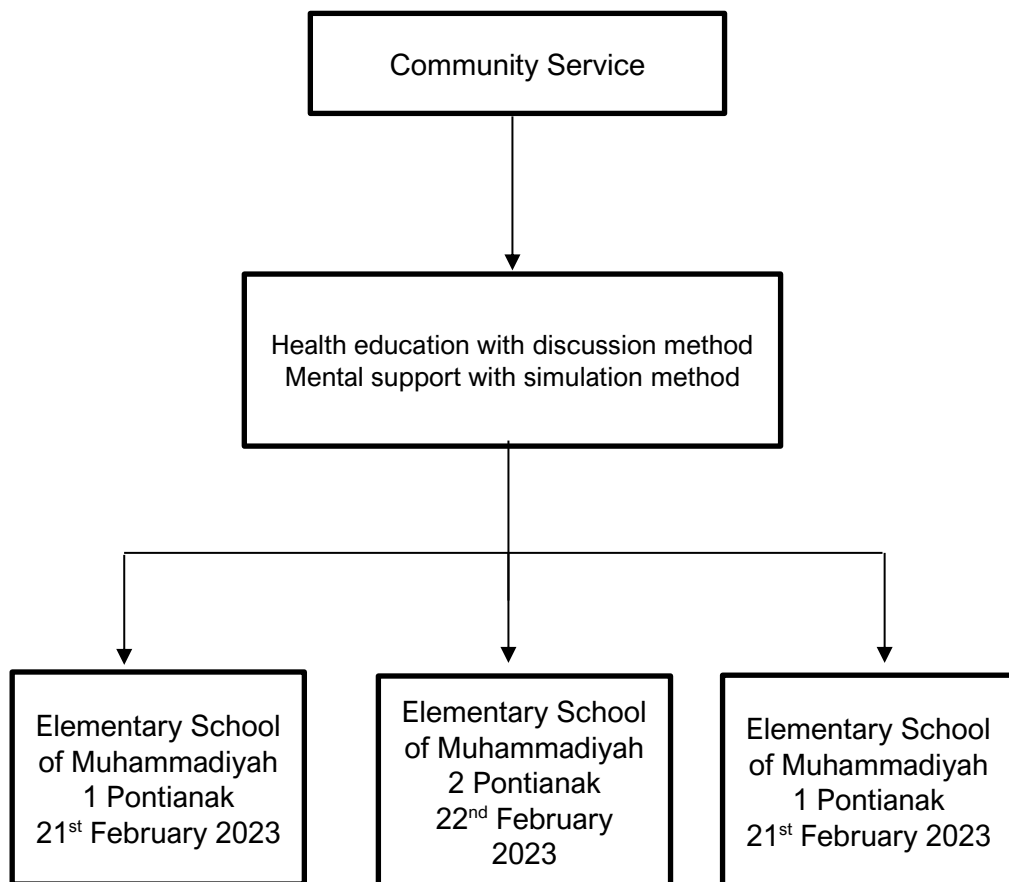 Community Service
Health education with discussion method
Mental support with simulation method
Elementary School
of Muhammadiyah
1 Pontianak
21st February 2023
Elementary School
of Muhammadiyah
2 Pontianak
22nd February
2023
Elementary School
of Muhammadiyah
1 Pontianak
21st February 2023